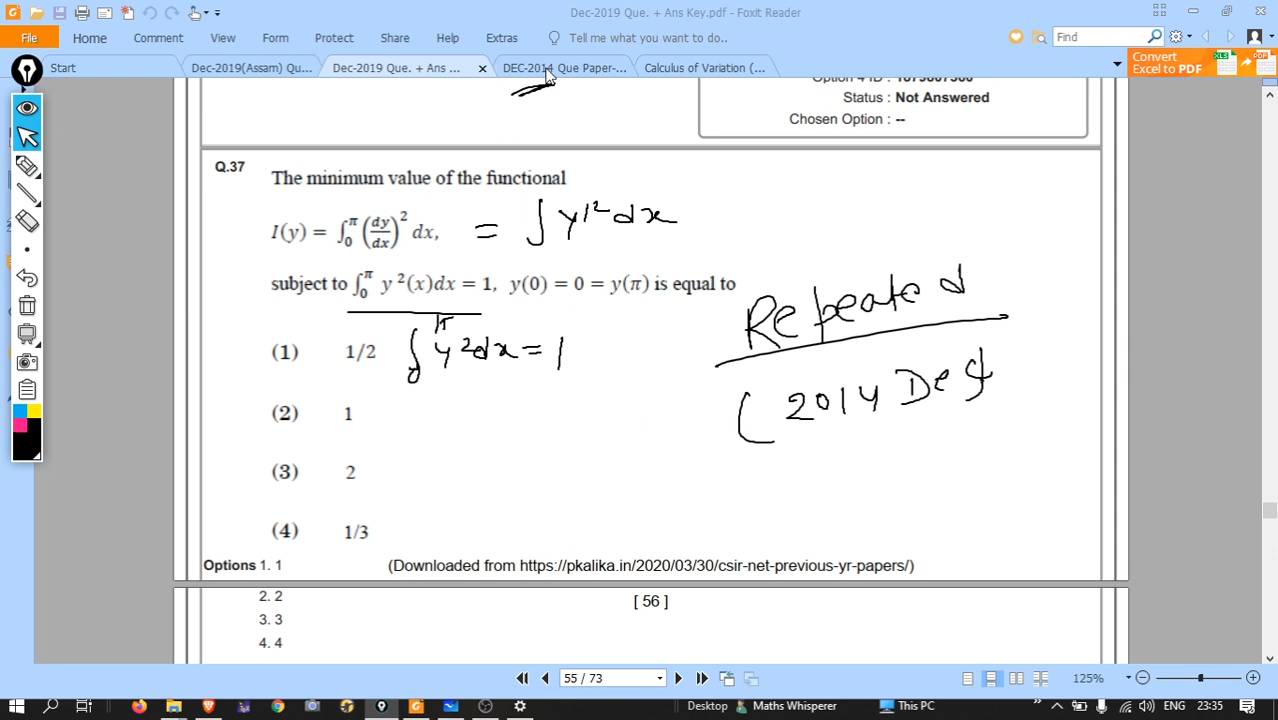 Dec-2019 Que. + Ans Key.pdf - Foxit Reader
File Home Comment View Form Protect Share Help Extras Tell me what you want to do.. Find
Start Dec-2019(Assam) Qu... Dec-2019 Que. + Ans ... DEC-2014 Que Paper-... Calculus of Variation (...
Convert
Excel to PDF
Status : Not Answered
Chosen Option : --
Q.37
The minimum value of the functional
I(y) = ∫₀^π (dy/dx)² dx, = ∫ y'² dx
subject to ∫₀^π y²(x)dx = 1, y(0) = 0 = y(π) is equal to
Repeated
(1) 1/2 ∫₀^π y²dx = 1
(2014 Dec)
(2) 1
(3) 2
(4) 1/3
Options 1. 1 (Downloaded from https://pkalika.in/2020/03/30/csir-net-previous-yr-papers/)
2. 2 [ 56 ]
3. 3
4. 4
55 / 73 125%
Desktop Maths Whisperer This PC ENG 23:35